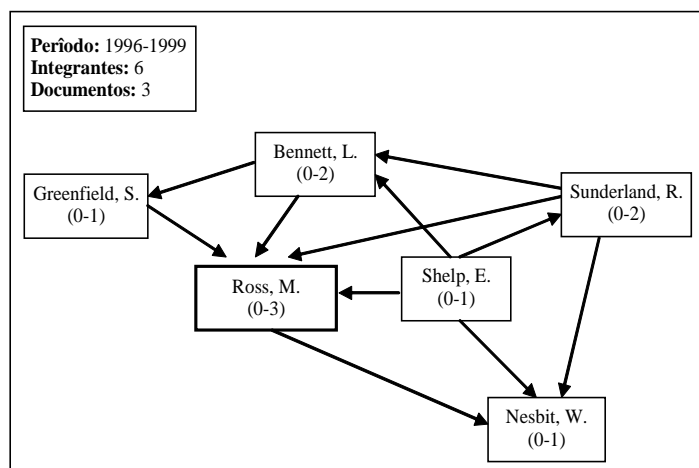 Perîodo: 1996-1999
Integrantes: 6
Documentos: 3
Bennett, L.
(0-2)
Greenfield, S.
(0-1)
Sunderland, R.
(0-2)
Ross, M.
(0-3)
Shelp, E.
(0-1)
Nesbit, W.
(0-1)